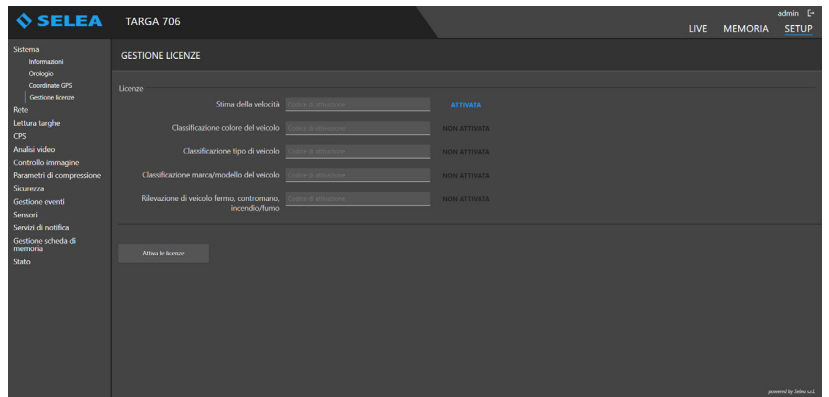 SELEA
TARGA 706
admin
LIVE MEMORIA SETUP
Sistema
Informazioni
Orologio
Coordinate GPS
Gestione licenze
Rete
Lettura targhe
CPS
Analisi video
Controllo immagine
Parametri di compressione
Sicurezza
Gestione eventi
Sensori
Servizi di notifica
Gestione scheda di
memoria
Stato
GESTIONE LICENZE
Licenze
Stima della velocità Codice di attivazione ATTIVATA
Classificazione colore del veicolo Codice di attivazione NON ATTIVATA
Classificazione tipo di veicolo Codice di attivazione NON ATTIVATA
Classificazione marca/modello del veicolo Codice di attivazione NON ATTIVATA
Rilevazione di veicolo fermo, contromano, Codice di attivazione NON ATTIVATA
incendio/fumo
Attiva le licenze
powered by Selea s.r.l.